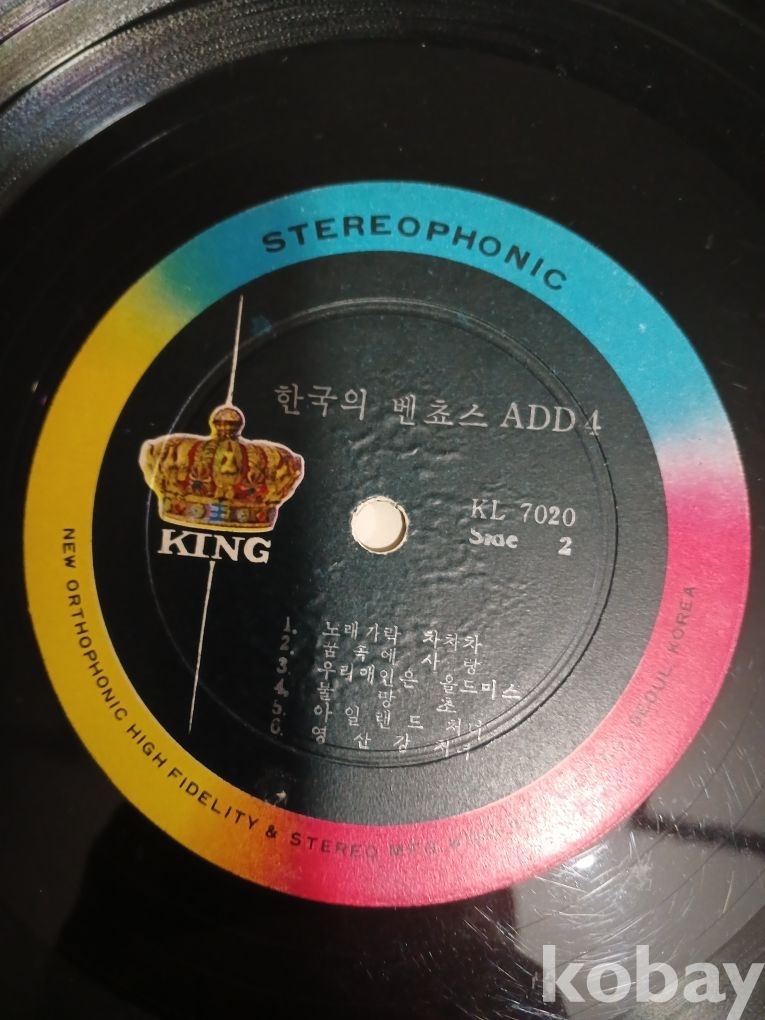 STEREOPHONIC
한국의 벤쵸스 ADD 4
KL 7020
Side 2
KING
1. 노래가락 차차차
2. 꿈속에 사탕
3. 우리애인은 올드미스
4. 불망초
5. 아일랜드 처녀
6. 영산강 처녀
NEW ORTHOPHONIC HIGH FIDELITY & STEREO MFG.
SEOUL, KOREA
kobay